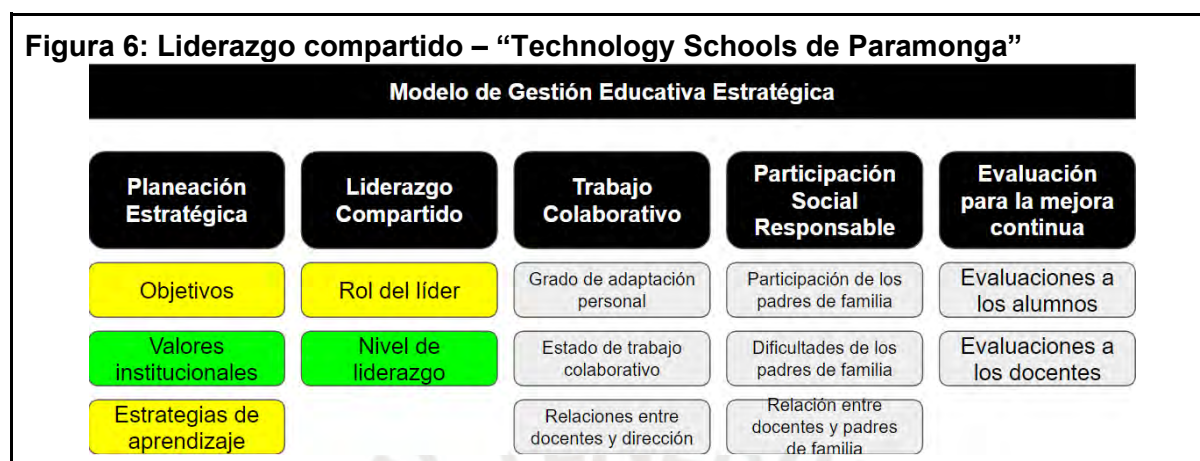 Figura 6: Liderazgo compartido – “Technology Schools de Paramonga”
Modelo de Gestión Educativa Estratégica
Planeación
Estratégica
Liderazgo
Compartido
Trabajo
Colaborativo
Participación
Social
Responsable
Evaluación
para la mejora
continua
Objetivos
Rol del líder
Grado de adaptación
personal
Participación de los
padres de familia
Evaluaciones a
los alumnos
Valores
institucionales
Nivel de
liderazgo
Estado de trabajo
colaborativo
Dificultades de los
padres de familia
Evaluaciones a
los docentes
Estrategias de
aprendizaje
Relaciones entre
docentes y dirección
Relación entre
docentes y padres
de familia